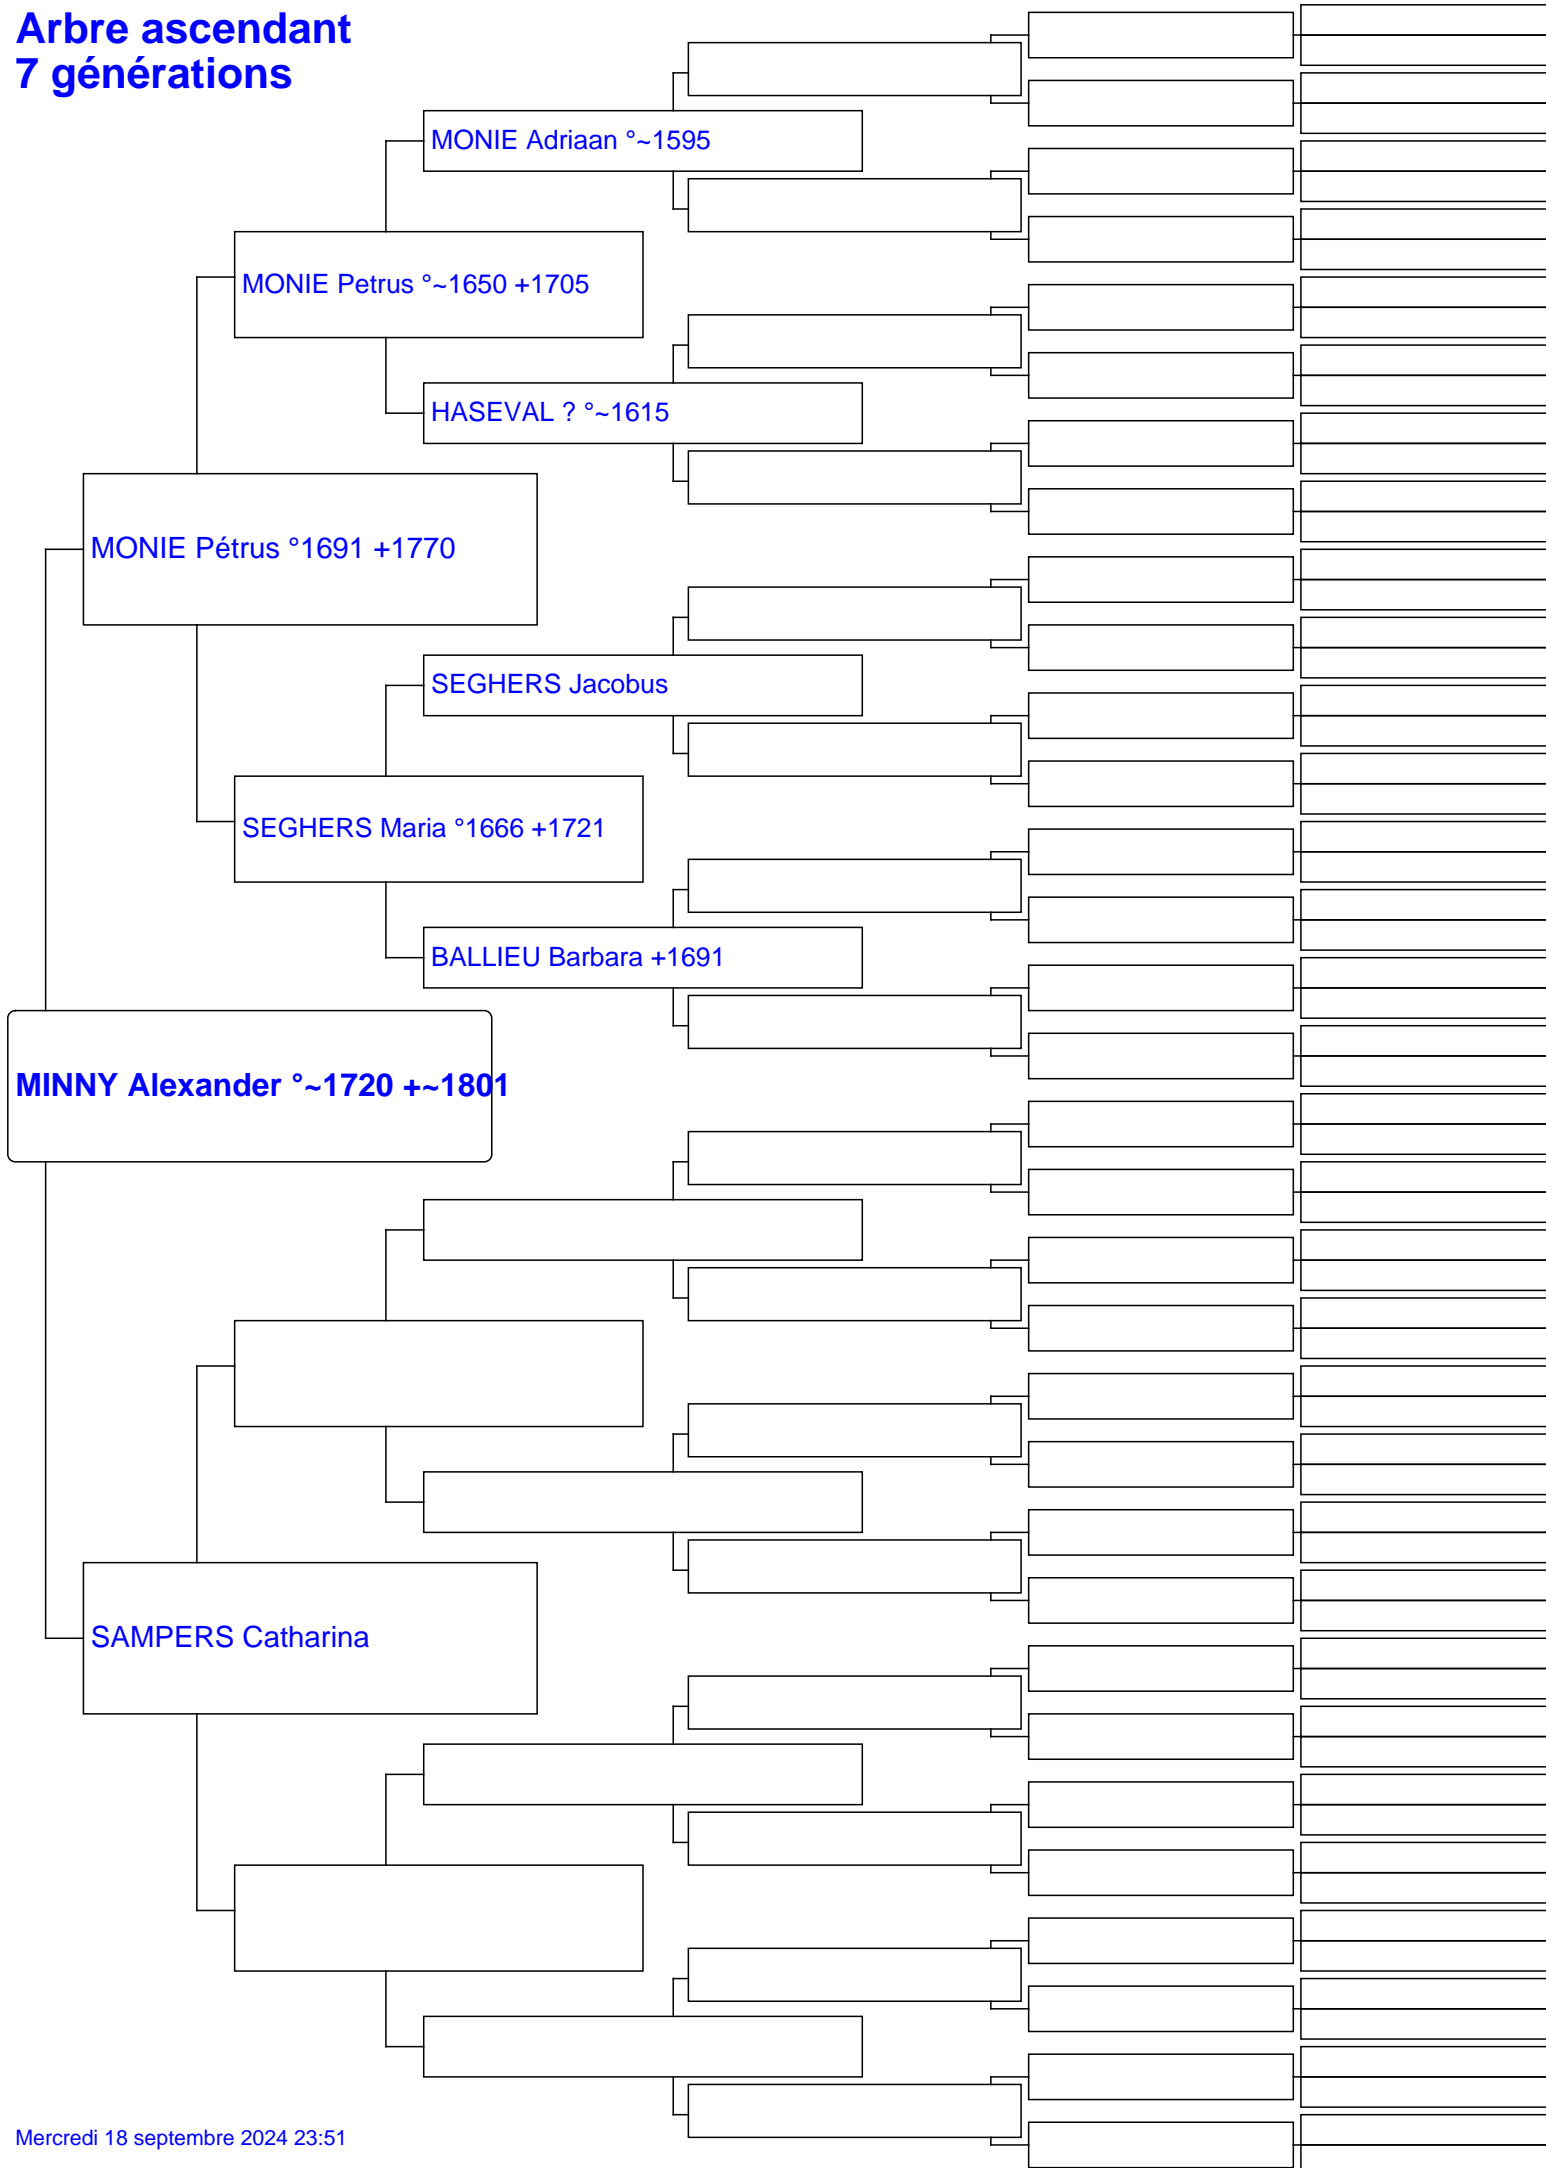 Arbre ascendant
7 générations
MONIE Adriaan °~1595
MONIE Petrus °~1650 +1705
HASEVAL ? °~1615
MONIE Pétrus °1691 +1770
SEGHERS Jacobus
SEGHERS Maria °1666 +1721
BALLIEU Barbara +1691
MINNY Alexander °~1720 +~1801
SAMPERS Catharina
Mercredi 18 septembre 2024 23:51